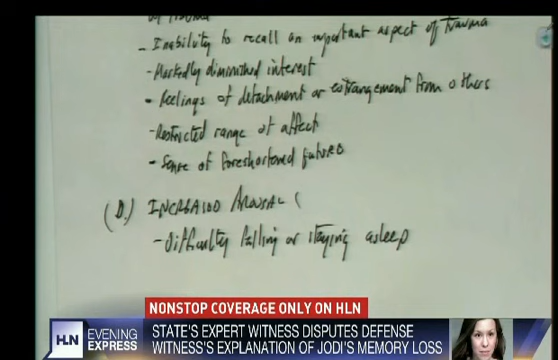 of Trauma
- Inability to recall an important aspect of Trauma
- Markedly diminished interest
- Feelings of detachment or estrangement from others
- Restricted range of affect
- Sense of foreshortened future
(D.) INCREASED AROUSAL (
- Difficulty falling or staying asleep
NONSTOP COVERAGE ONLY ON HLN
HLN
EVENING
EXPRESS
STATE'S EXPERT WITNESS DISPUTES DEFENSE
WITNESS'S EXPLANATION OF JODI'S MEMORY LOSS